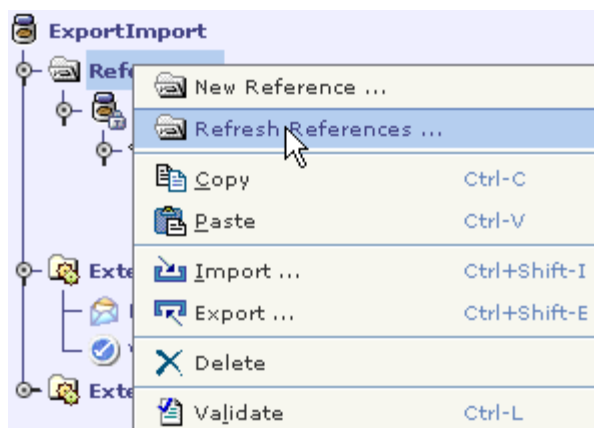 ExportImport
Refe
New Reference ...
Refresh References ...
Copy Ctrl-C
Paste Ctrl-V
Exte
Import ... Ctrl+Shift-I
Export ... Ctrl+Shift-E
Delete
Exte
Validate Ctrl-L